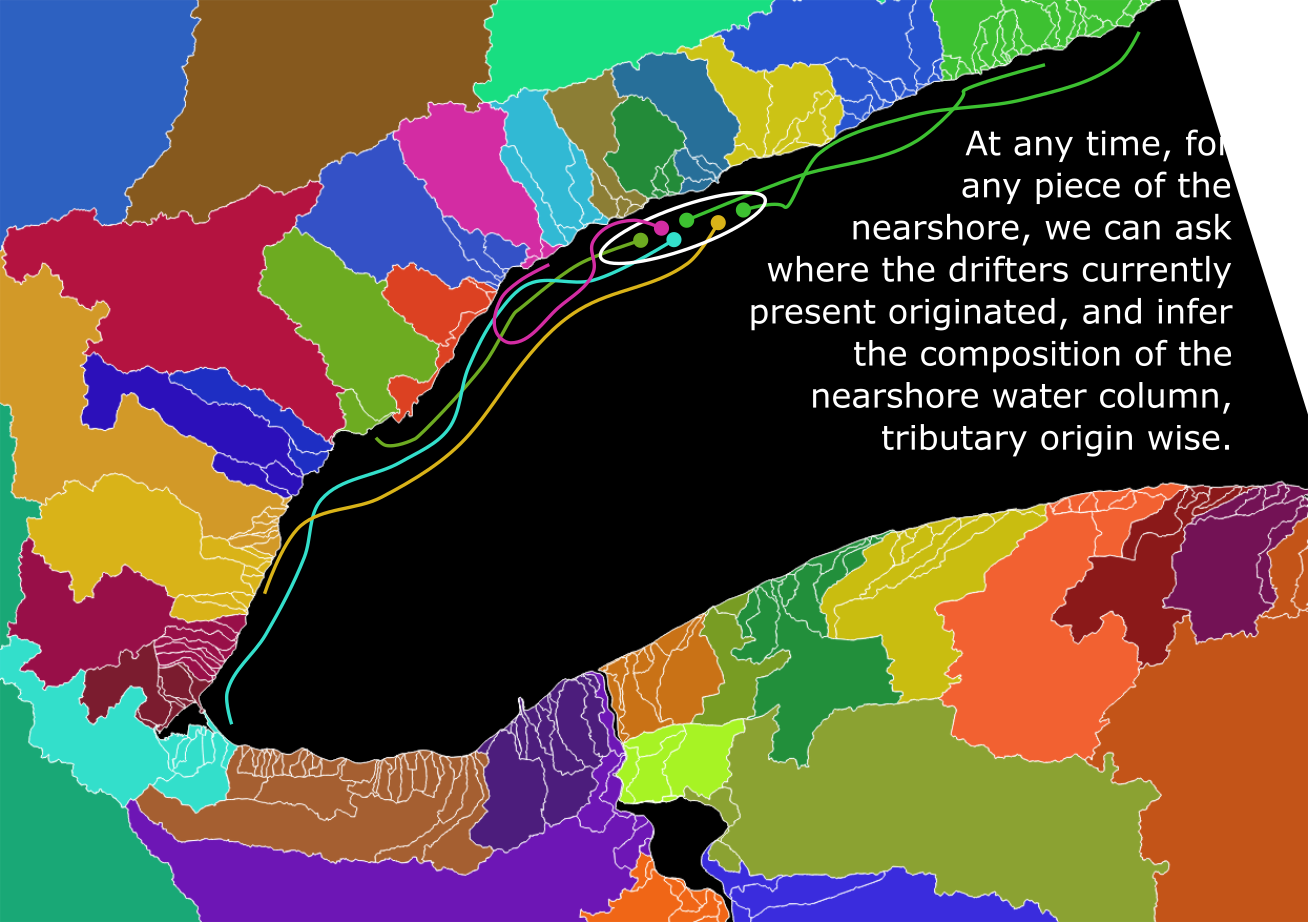 At any time, for
any piece of the
nearshore, we can ask
where the drifters currently
present originated, and infer
the composition of the
nearshore water column,
tributary origin wise.